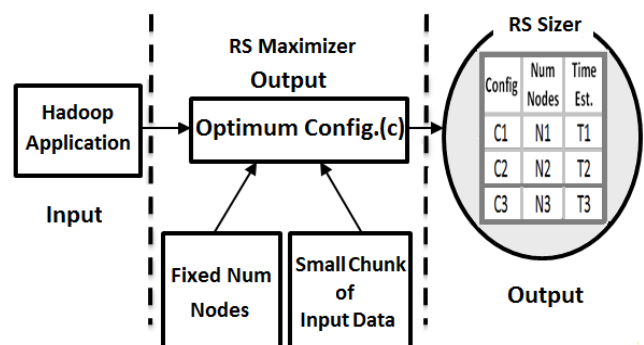 Hadoop
Application
Input
RS Maximizer
Output
Optimum Config.(c)
Fixed Num
Nodes
Small Chunk
of
Input Data
RS Sizer
Config Num Nodes Time Est.
C1 N1 T1
C2 N2 T2
C3 N3 T3
Output